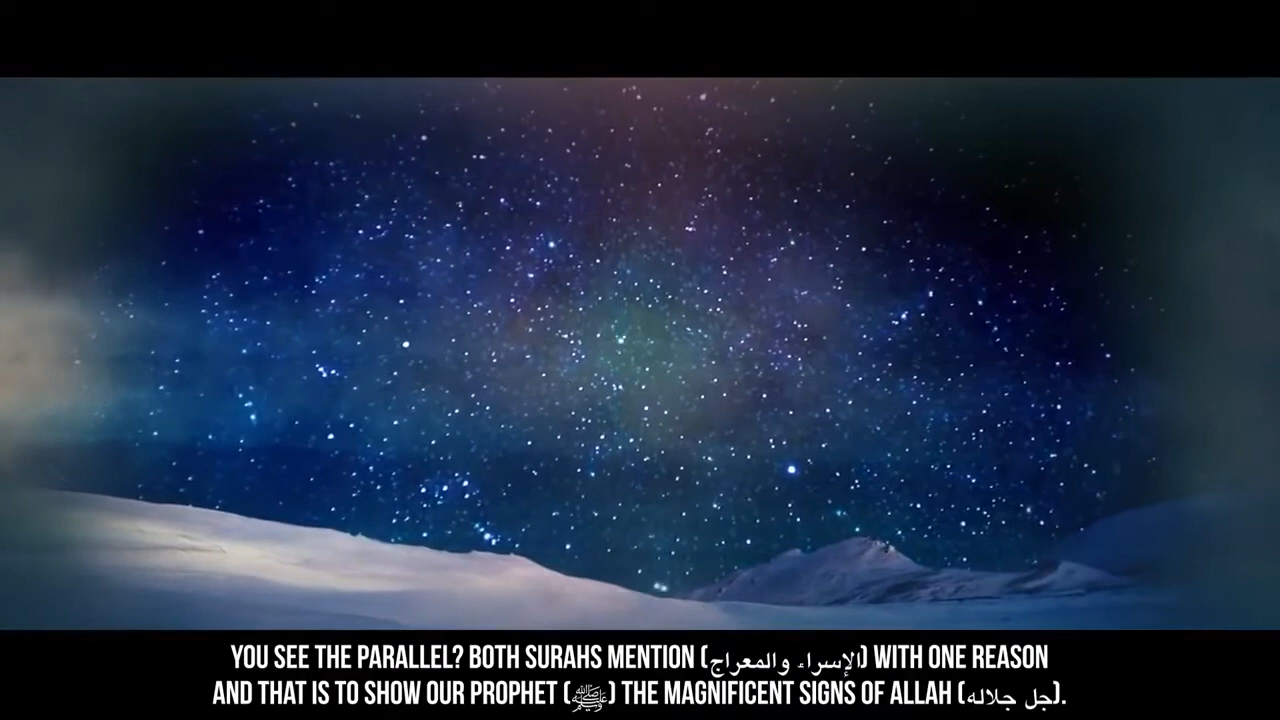 YOU SEE THE PARALLEL? BOTH SURAHS MENTION (الإسراء والمعراج) WITH ONE REASON
AND THAT IS TO SHOW OUR PROPHET (ﷺ) THE MAGNIFICENT SIGNS OF ALLAH (جل جلاله).